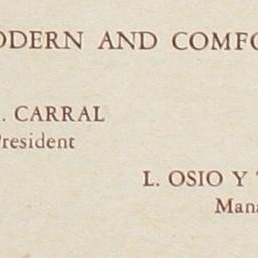 ODERN AND COMFO
. CARRAL
resident
L. OSIO Y
Mana